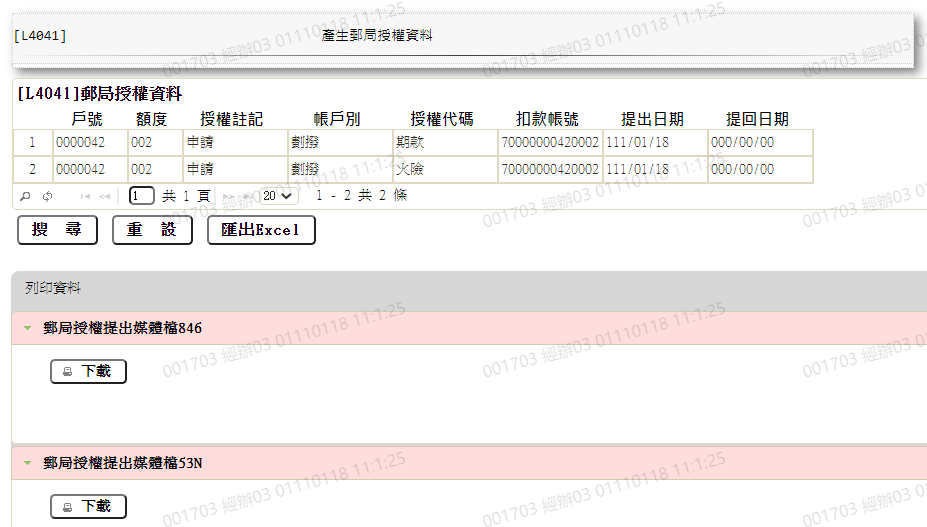 [L4041] 產生郵局授權資料
[L4041]郵局授權資料
戶號 額度 授權註記 帳戶別 授權代碼 扣款帳號 提出日期 提回日期
1 0000042 002 申請 劃撥 期款 70000000420002 111/01/18 000/00/00
2 0000042 002 申請 劃撥 火險 70000000420002 111/01/18 000/00/00
1 共 1 頁 20 1 - 2 共 2 條
搜 尋 重 設 匯出Excel
列印資料
郵局授權提出媒體檔846
下載
郵局授權提出媒體檔53N
下載
001703 經辦03 01110118 11:1:25